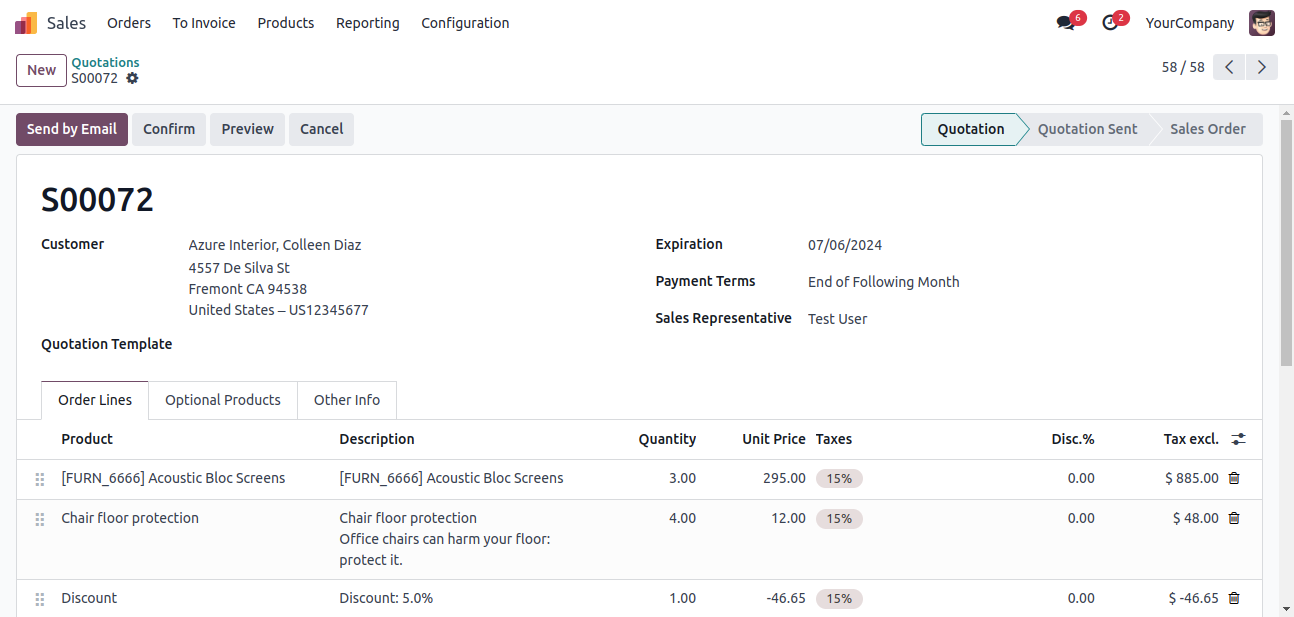 Sales Orders To Invoice Products Reporting Configuration 6 2 YourCompany
New Quotations
S00072 58 / 58
Send by Email Confirm Preview Cancel Quotation Quotation Sent Sales Order
S00072
Customer Azure Interior, Colleen Diaz Expiration 07/06/2024
4557 De Silva St
Fremont CA 94538 Payment Terms End of Following Month
United States – US12345677 Sales Representative Test User
Quotation Template
Order Lines Optional Products Other Info
Product Description Quantity Unit Price Taxes Disc.% Tax excl.
[FURN_6666] Acoustic Bloc Screens [FURN_6666] Acoustic Bloc Screens 3.00 295.00 15% 0.00 $ 885.00
Chair floor protection Chair floor protection 4.00 12.00 15% 0.00 $ 48.00
Office chairs can harm your floor:
protect it.
Discount Discount: 5.0% 1.00 -46.65 15% 0.00 $ -46.65